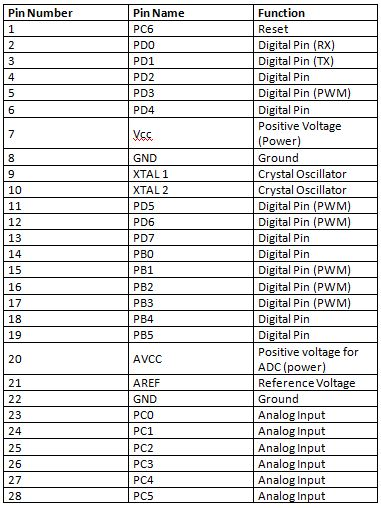 Pin Number Pin Name Function
1 PC6 Reset
2 PD0 Digital Pin (RX)
3 PD1 Digital Pin (TX)
4 PD2 Digital Pin
5 PD3 Digital Pin (PWM)
6 PD4 Digital Pin
7 Vcc Positive Voltage
(Power)
8 GND Ground
9 XTAL 1 Crystal Oscillator
10 XTAL 2 Crystal Oscillator
11 PD5 Digital Pin (PWM)
12 PD6 Digital Pin (PWM)
13 PD7 Digital Pin
14 PB0 Digital Pin
15 PB1 Digital Pin (PWM)
16 PB2 Digital Pin (PWM)
17 PB3 Digital Pin (PWM)
18 PB4 Digital Pin
19 PB5 Digital Pin
20 AVCC Positive voltage for
ADC (power)
21 AREF Reference Voltage
22 GND Ground
23 PC0 Analog Input
24 PC1 Analog Input
25 PC2 Analog Input
26 PC3 Analog Input
27 PC4 Analog Input
28 PC5 Analog Input